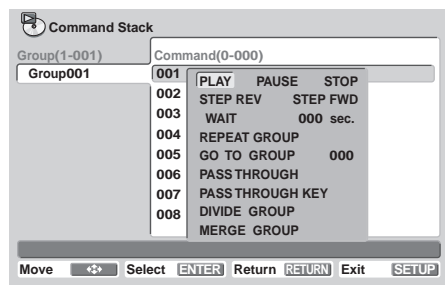 Command Stack
Group(1-001) Command(0-000)
Group001 001
002
003
004
005
006
007
008
PLAY PAUSE STOP
STEP REV STEP FWD
WAIT 000 sec.
REPEAT GROUP
GO TO GROUP 000
PASS THROUGH
PASS THROUGH KEY
DIVIDE GROUP
MERGE GROUP
Move Select ENTER Return RETURN Exit SETUP